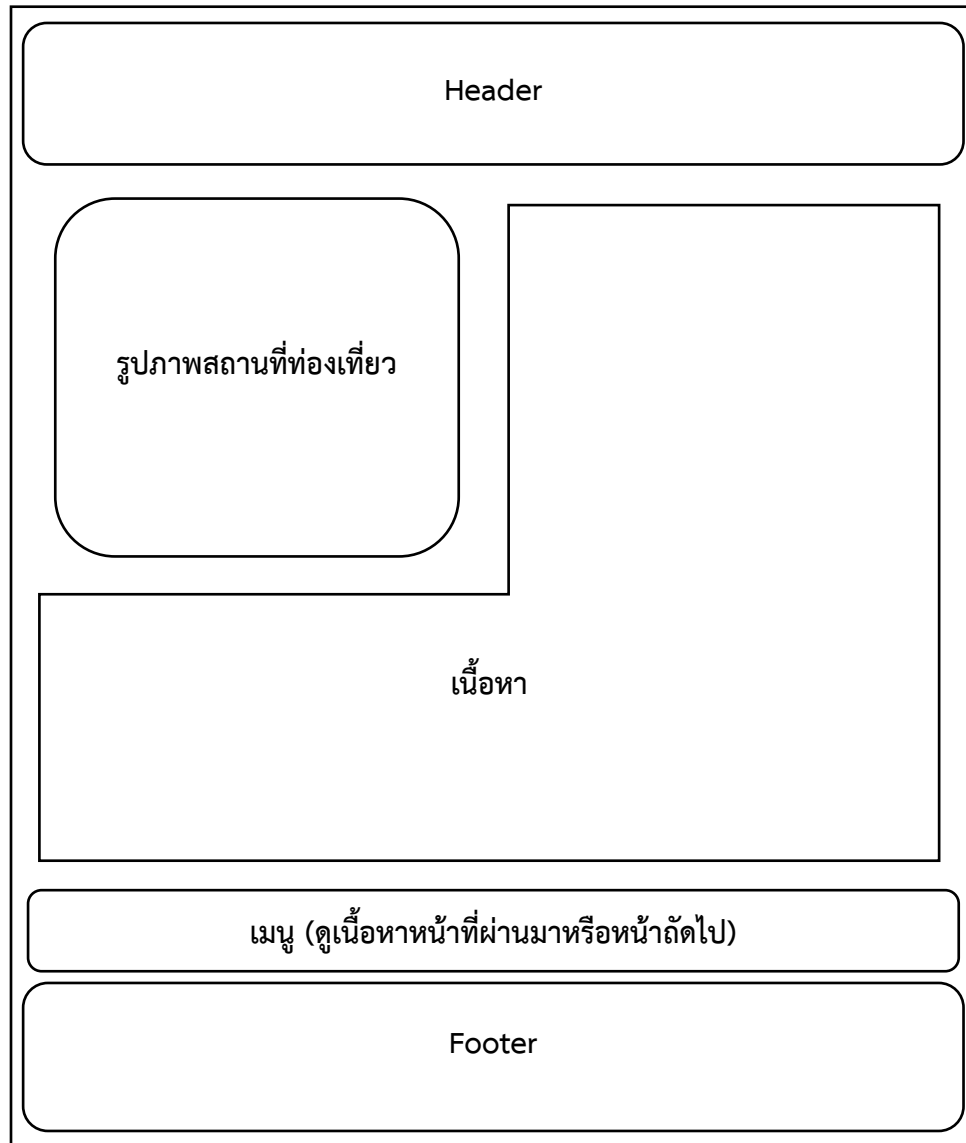 Header
รูปภาพสถานที่ท่องเที่ยว
เนื้อหา
เมนู (ดูเนื้อหาหน้าที่ผ่านมาหรือหน้าถัดไป)
Footer